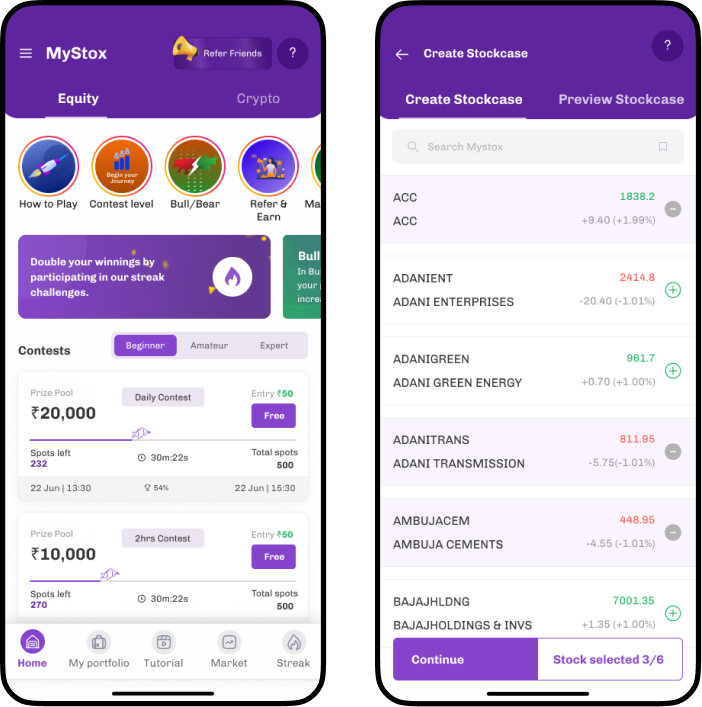 MyStox
Refer Friends
?
Equity
Crypto
Begin your
Journey
How to Play
Contest level
Bull/Bear
Refer &
Earn
Ma
Double your winnings by
participating in our streak
challenges.
Bull
In Bu
your p
increa
Contests
Beginner
Amateur
Expert
Prize Pool
Daily Contest
Entry ₹50
₹20,000
Free
Spots left
232
30m:22s
Total spots
500
22 Jun | 13:30
54%
22 Jun | 15:30
Prize Pool
2hrs Contest
Entry ₹50
₹10,000
Free
Spots left
270
30m:22s
Total spots
500
Home
My portfolio
Tutorial
Market
Streak
Create Stockcase
?
Create Stockcase
Preview Stockcase
Search Mystox
ACC
1838.2
ACC
+9.40 (+1.99%)
ADANIENT
2414.8
ADANI ENTERPRISES
-20.40 (-1.01%)
ADANIGREEN
961.7
ADANI GREEN ENERGY
+0.70 (+1.00%)
ADANITRANS
811.95
ADANI TRANSMISSION
-5.75(-1.01%)
AMBUJACEM
448.95
AMBUJA CEMENTS
-4.55 (-1.01%)
BAJAJHLDNG
7001.35
BAJAJHOLDINGS & INVS
+1.35 (+1.00%)
Continue
Stock selected 3/6